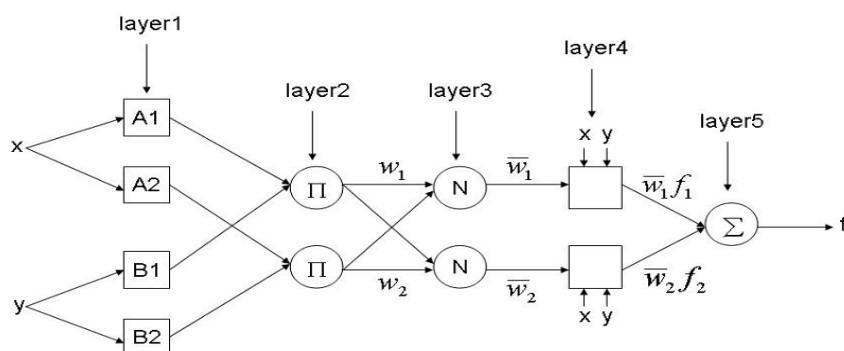 layer1
layer2
layer3
layer4
layer5
x
y
A1
A2
B1
B2
Π
Π
w₁
w₂
N
N
w̅₁
w̅₂
x y
x y
w̅₁f₁
w̅₂f₂
Σ
f